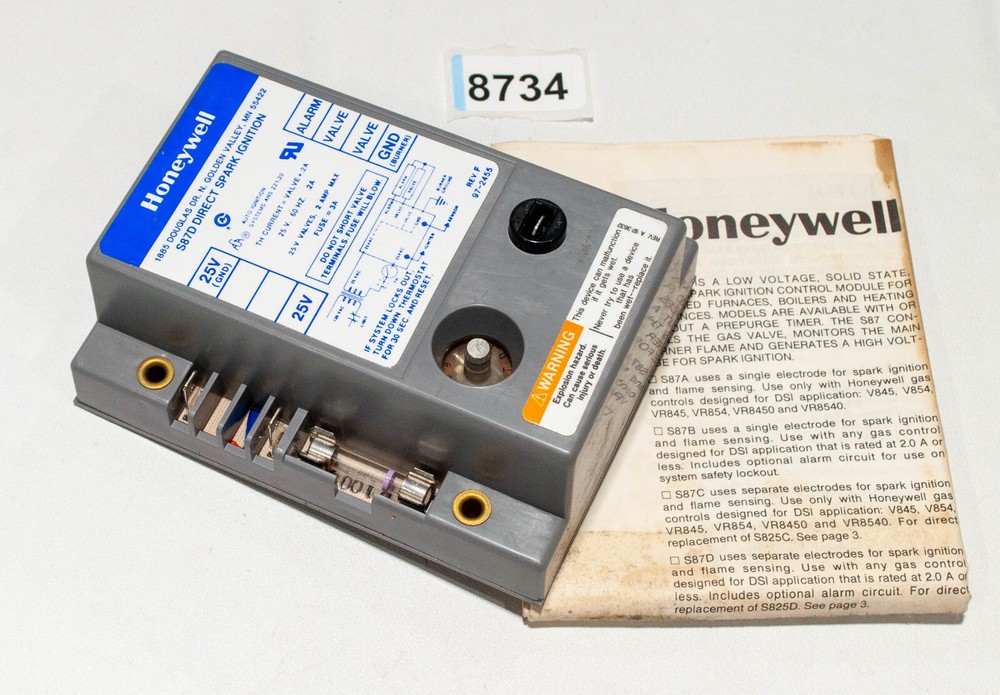 8734
Honeywell
1885 DOUGLAS DR. N. GOLDEN VALLEY, MN 55422
S87D DIRECT SPARK IGNITION
25V
(GND)
25V
AUTO IGNITION
SYSTEMS AND
TH CURRENT = VALVE + .2A
25 V, 60 HZ, .2A
25 V VALVES, 2 AMP MAX
FUSE = 3A
DO NOT SHORT VALVE
TERMINALS, FUSE WILL BLOW.
ALARM
VALVE
VALVE
GND
(BURNER)
IF SYSTEM LOCKS OUT
TURN DOWN THERMOSTAT
FOR 30 SEC. AND RESET.
REV. F
97-2455
WARNING
Explosion hazard.
Can cause serious
injury or death.
This device can malfunction
if it gets wet.
Never try to use a device
that has
been wet—replace it.
REV. A
oneywell
S A LOW VOLTAGE, SOLID STATE,
ARK IGNITION CONTROL MODULE FOR
FURNACES, BOILERS AND HEATING
NCES. MODELS ARE AVAILABLE WITH OR
OUT A PREPURGE TIMER. THE S87 CON-
LS THE GAS VALVE, MONITORS THE MAIN
NER FLAME AND GENERATES A HIGH VOLT-
E FOR SPARK IGNITION.
□ S87A uses a single electrode for spark ignition
and flame sensing. Use only with Honeywell gas
controls designed for DSI application: V845, V854,
VR845, VR854, VR8450 and VR8540.
□ S87B uses a single electrode for spark ignition
and flame sensing. Use with any gas control
designed for DSI application that is rated at 2.0 A or
less. Includes optional alarm circuit for use on
system safety lockout.
□ S87C uses separate electrodes for spark ignition
and flame sensing. Use only with Honeywell gas
controls designed for DSI application: V845, V854,
VR845, VR854, VR8450 and VR8540. For direct
replacement of S825C. See page 3.
□ S87D uses separate electrodes for spark ignition
and flame sensing. Use with any gas control
designed for DSI application that is rated at 2.0 A or
less. Includes optional alarm circuit. For direct
replacement of S825D. See page 3.